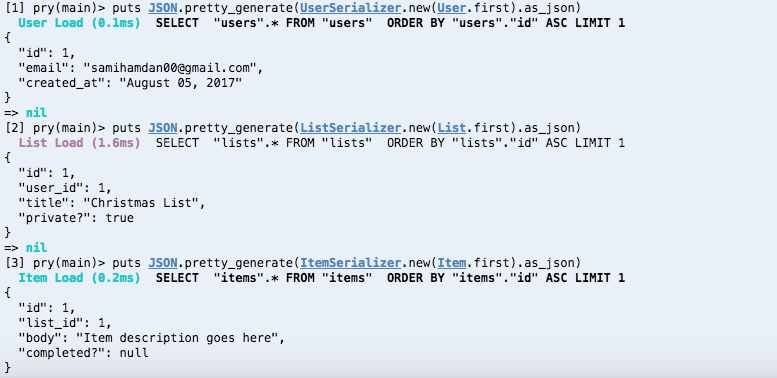 [1] pry(main)> puts JSON.pretty_generate(UserSerializer.new(User.first).as_json)
  User Load (0.1ms)  SELECT  "users".* FROM "users"  ORDER BY "users"."id" ASC LIMIT 1
{
  "id": 1,
  "email": "samihamdan00@gmail.com",
  "created_at": "August 05, 2017"
}
=> nil
[2] pry(main)> puts JSON.pretty_generate(ListSerializer.new(List.first).as_json)
  List Load (1.6ms)  SELECT  "lists".* FROM "lists"  ORDER BY "lists"."id" ASC LIMIT 1
{
  "id": 1,
  "user_id": 1,
  "title": "Christmas List",
  "private?": true
}
=> nil
[3] pry(main)> puts JSON.pretty_generate(ItemSerializer.new(Item.first).as_json)
  Item Load (0.2ms)  SELECT  "items".* FROM "items"  ORDER BY "items"."id" ASC LIMIT 1
{
  "id": 1,
  "list_id": 1,
  "body": "Item description goes here",
  "completed?": null
}